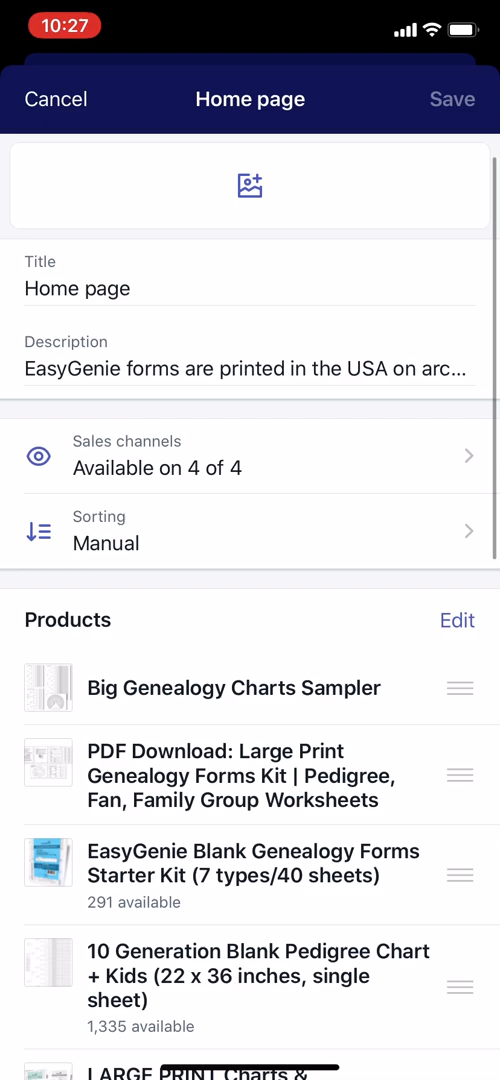 10:27
Cancel
Home page
Save
Title
Home page
Description
EasyGenie forms are printed in the USA on arc...
Sales channels
Available on 4 of 4
Sorting
Manual
Products
Edit
Big Genealogy Charts Sampler
PDF Download: Large Print
Genealogy Forms Kit | Pedigree,
Fan, Family Group Worksheets
EasyGenie Blank Genealogy Forms
Starter Kit (7 types/40 sheets)
291 available
10 Generation Blank Pedigree Chart
+ Kids (22 x 36 inches, single
sheet)
1,335 available
LARGE PRINT Charts &